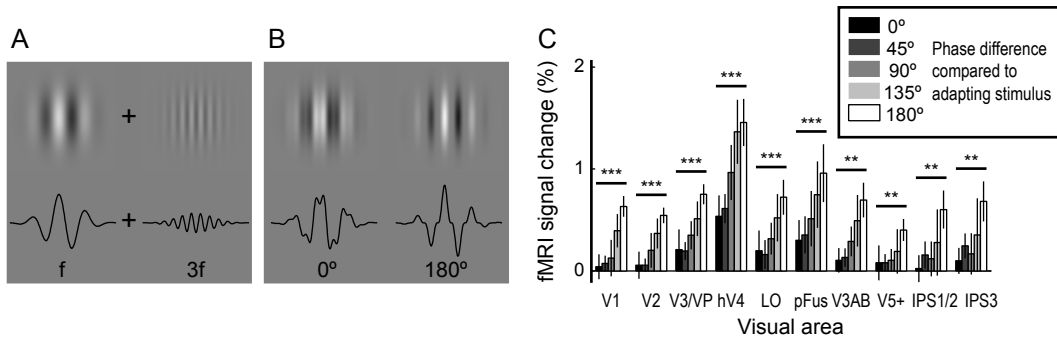 A
+
+
f
3f
B
0º
180º
C
fMRI signal change (%)
2
1
0
***
***
***
***
***
***
**
**
**
**
V1
V2
V3/VP
hV4
LO
pFus
V3AB
V5+
IPS1/2
IPS3
Visual area
0º
45º
90º
135º
180º
Phase difference
compared to
adapting stimulus